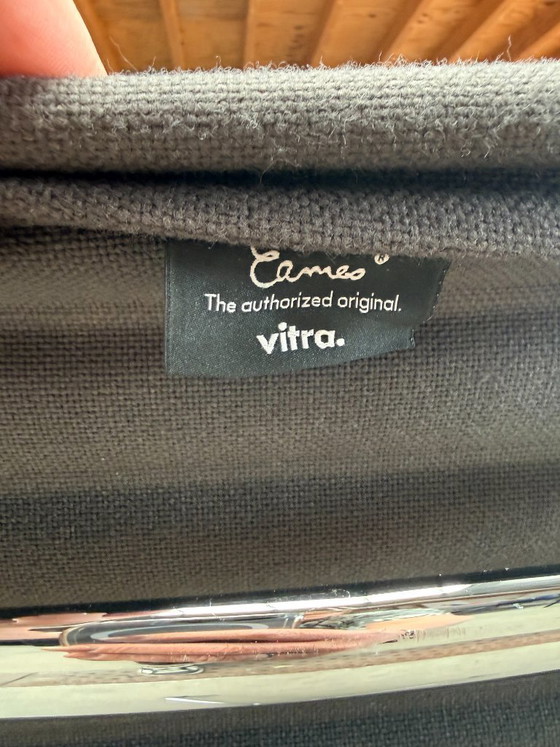 Eames®
The authorized original.
vitra.